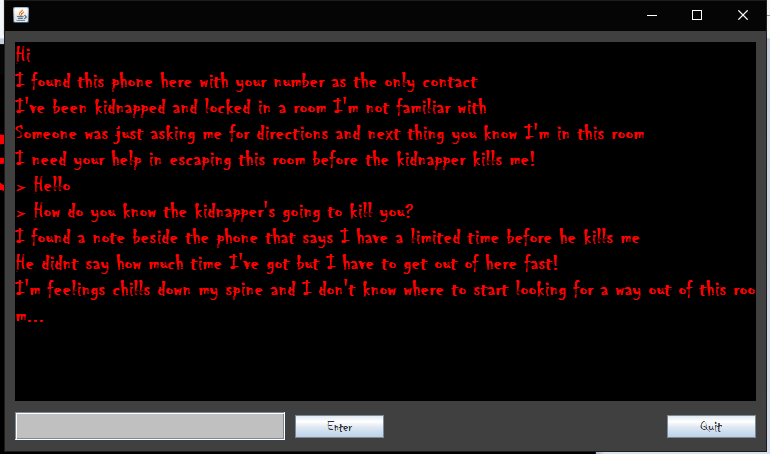 Hi
I found this phone here with your number as the only contact
I've been kidnapped and locked in a room I'm not familiar with
Someone was just asking me for directions and next thing you know I'm in this room
I need your help in escaping this room before the kidnapper kills me!
> Hello
> How do you know the kidnapper's going to kill you?
I found a note beside the phone that says I have a limited time before he kills me
He didnt say how much time I've got but I have to get out of here fast!
I'm feelings chills down my spine and I don't know where to start looking for a way out of this roo
m...
Enter
Quit